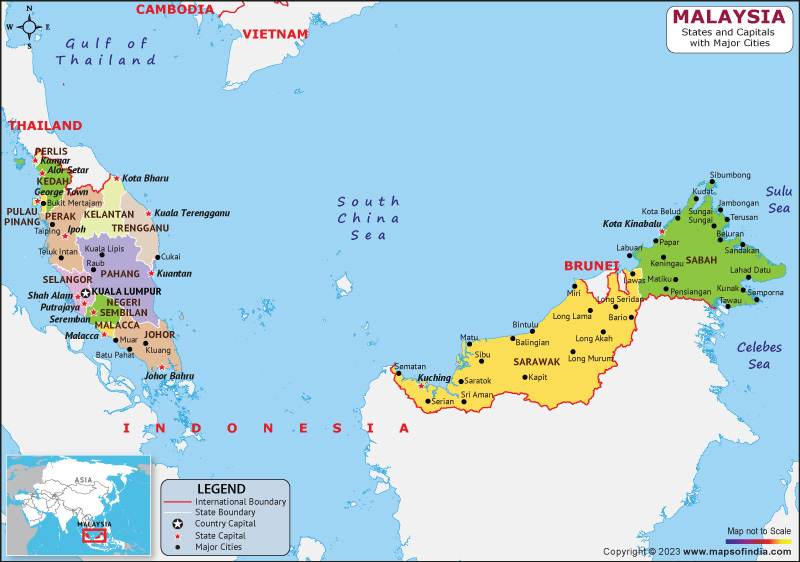 N
W
E
S
CAMBODIA
VIETNAM
MALAYSIA
States and Capitals
with Major Cities
Gulf of
Thailand
THAILAND
PERLIS
Kangar
Alor Setar
KEDAH
George Town
Bukit Mertajam
PULAU
PINANG
PERAK
Taiping
Ipoh
Teluk Intan
Kota Bharu
KELANTAN
Kuala Terengganu
TRENGGANU
Kuala Lipis
Raub
Cukai
PAHANG
Kuantan
SELANGOR
KUALA LUMPUR
Shah Alam
Putrajaya
NEGERI
SEMBILAN
Seremban
MALACCA
Malacca
Muar
JOHOR
Batu Pahat
Kluang
Johor Bahru
South
China
Sea
Sibumbong
Kudat
Sulu
Sea
Jambongan
Kota Belud
Sungai
Sungai
Terusan
Kota Kinabalu
Beluran
Papar
Sandakan
Labuan
Keningau
SABAH
BRUNEI
Lawas
Matiku
Lahad Datu
Pensiangan
Kunak
Semporna
Tawau
Miri
Long Seridan
Long Lama
Bario
Bintulu
Matu
Balingian
Long Akah
Sibu
SARAWAK
Long Murum
Sematan
Kuching
Saratok
Kapit
Serian
Sri Aman
Celebes
Sea
INDONESIA
ASIA
MALAYSIA
LEGEND
International Boundary
State Boundary
Country Capital
State Capital
Major Cities
Map not to Scale
Copyright © 2023 www.mapsofindia.com